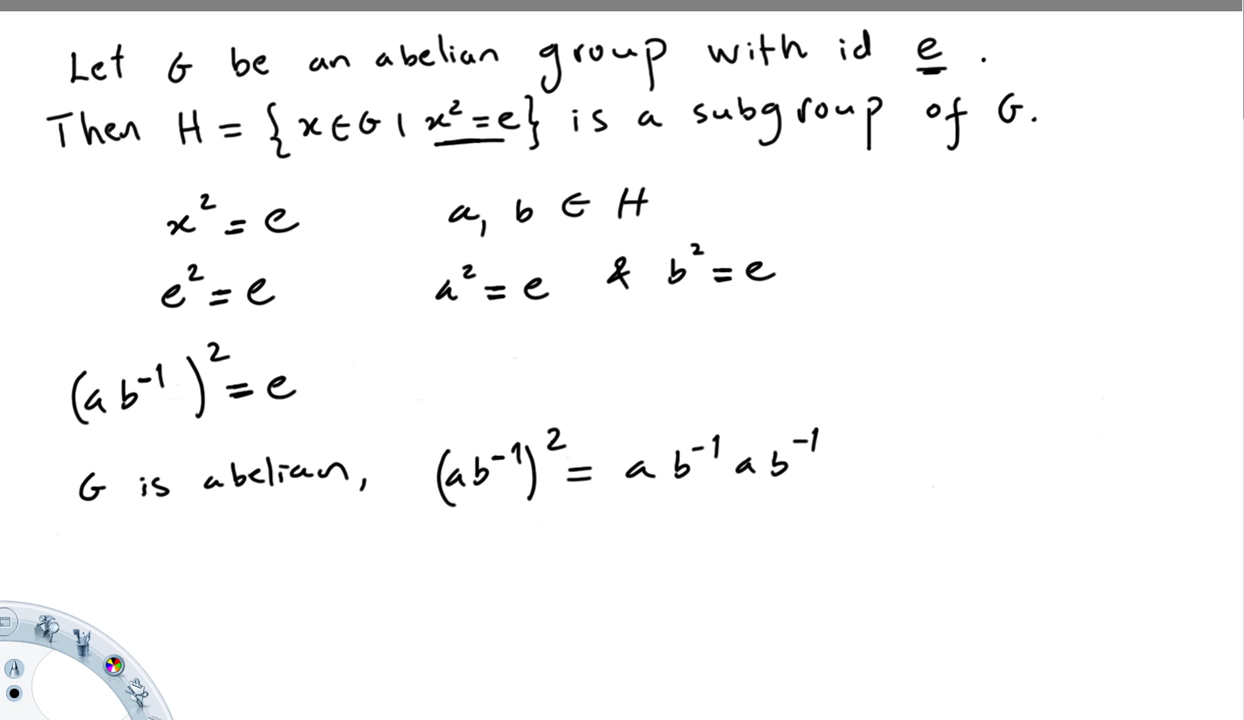 Let G be an abelian group with id e.
Then H = {x ∈ G | x² = e} is a subgroup of G.
x² = e a, b ∈ H
e² = e a² = e & b² = e
(ab⁻¹)² = e
G is abelian, (ab⁻¹)² = ab⁻¹ab⁻¹